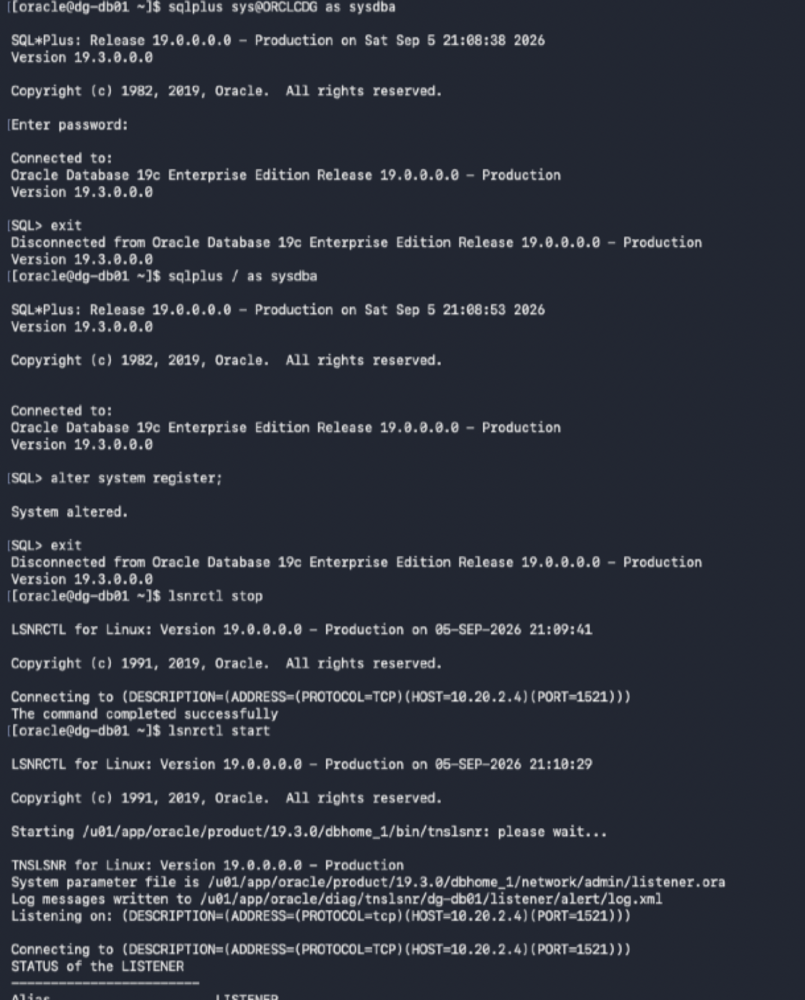 [[oracle@dg-db01 ~]$ sqlplus sys@ORCLCDG as sysdba
SQL*Plus: Release 19.0.0.0.0 - Production on Sat Sep 5 21:08:38 2026
Version 19.3.0.0.0
Copyright (c) 1982, 2019, Oracle.  All rights reserved.
[Enter password:
Connected to:
Oracle Database 19c Enterprise Edition Release 19.0.0.0.0 - Production
Version 19.3.0.0.0
[SQL> exit
Disconnected from Oracle Database 19c Enterprise Edition Release 19.0.0.0.0 - Production
Version 19.3.0.0.0
[[oracle@dg-db01 ~]$ sqlplus / as sysdba
SQL*Plus: Release 19.0.0.0.0 - Production on Sat Sep 5 21:08:53 2026
Version 19.3.0.0.0
Copyright (c) 1982, 2019, Oracle.  All rights reserved.
Connected to:
Oracle Database 19c Enterprise Edition Release 19.0.0.0.0 - Production
Version 19.3.0.0.0
[SQL> alter system register;
System altered.
[SQL> exit
Disconnected from Oracle Database 19c Enterprise Edition Release 19.0.0.0.0 - Production
Version 19.3.0.0.0
[[oracle@dg-db01 ~]$ lsnrctl stop
LSNRCTL for Linux: Version 19.0.0.0.0 - Production on 05-SEP-2026 21:09:41
Copyright (c) 1991, 2019, Oracle.  All rights reserved.
Connecting to (DESCRIPTION=(ADDRESS=(PROTOCOL=TCP)(HOST=10.20.2.4)(PORT=1521)))
The command completed successfully
[[oracle@dg-db01 ~]$ lsnrctl start
LSNRCTL for Linux: Version 19.0.0.0.0 - Production on 05-SEP-2026 21:10:29
Copyright (c) 1991, 2019, Oracle.  All rights reserved.
Starting /u01/app/oracle/product/19.3.0/dbhome_1/bin/tnslsnr: please wait...
TNSLSNR for Linux: Version 19.0.0.0.0 - Production
System parameter file is /u01/app/oracle/product/19.3.0/dbhome_1/network/admin/listener.ora
Log messages written to /u01/app/oracle/diag/tnslsnr/dg-db01/listener/alert/log.xml
Listening on: (DESCRIPTION=(ADDRESS=(PROTOCOL=tcp)(HOST=10.20.2.4)(PORT=1521)))
Connecting to (DESCRIPTION=(ADDRESS=(PROTOCOL=TCP)(HOST=10.20.2.4)(PORT=1521)))
STATUS of the LISTENER
------------------------
Alias                     LISTENER